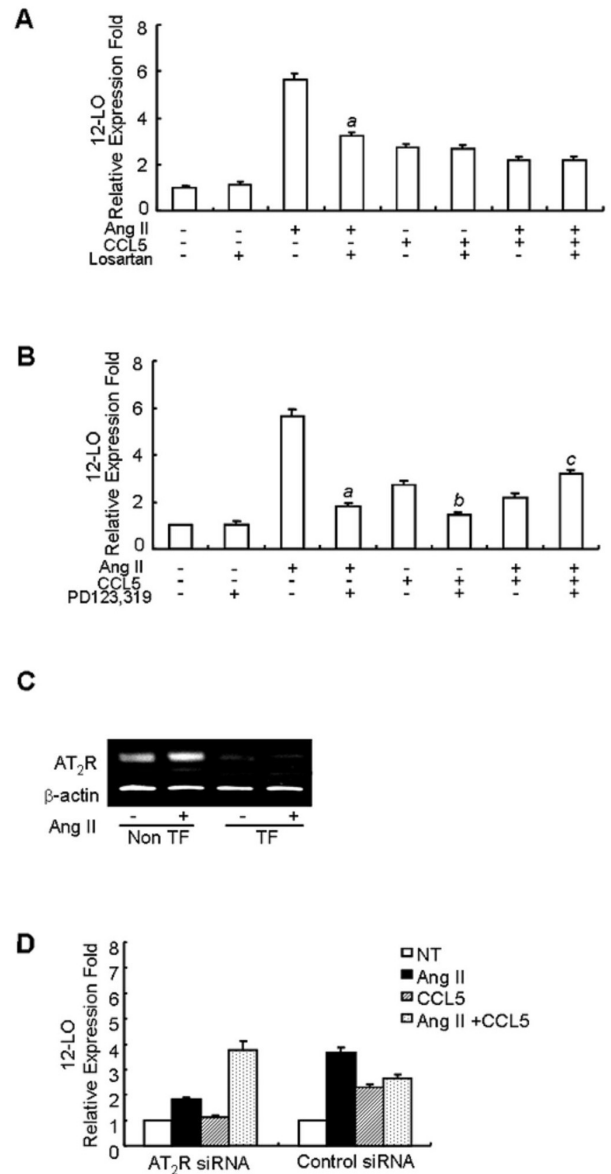 A
12-LO
Relative Expression Fold
8
6
4
2
0
a
Ang II - - + + - - + +
CCL5 - - - - + + + +
Losartan - + - + - + - +
B
12-LO
Relative Expression Fold
8
6
4
2
0
a
b
c
Ang II - - + + - - + +
CCL5 - - - - + + + +
PD123,319 - + - + - + - +
C
AT2R
β-actin
Ang II - + - +
Non TF TF
D
12-LO
Relative Expression Fold
8
7
6
5
4
3
2
1
0
NT
Ang II
CCL5
Ang II +CCL5
AT2R siRNA Control siRNA